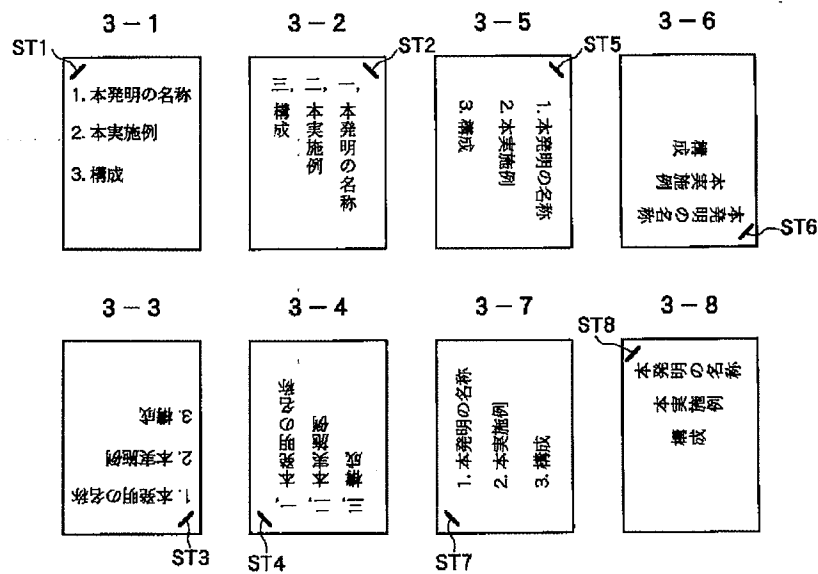 3-1
ST1
1. 本発明の名称
2. 本実施例
3. 構成
3-2
ST2
一, 本発明の名称
二, 本実施例
三, 構成
3-5
ST5
1. 本発明の名称
2 本実施例
3. 構成
3-6
構成
本実施例
本発明の名称
ST6
3-3
1. 本発明の名称
2. 本実施例
3. 構成
ST3
3-4
一, 本発明の名称
二, 本実施例
三, 構成
ST4
3-7
1. 本発明の名称
2. 本実施例
3. 構成
ST7
3-8
ST8
本発明の名称
本実施例
構成